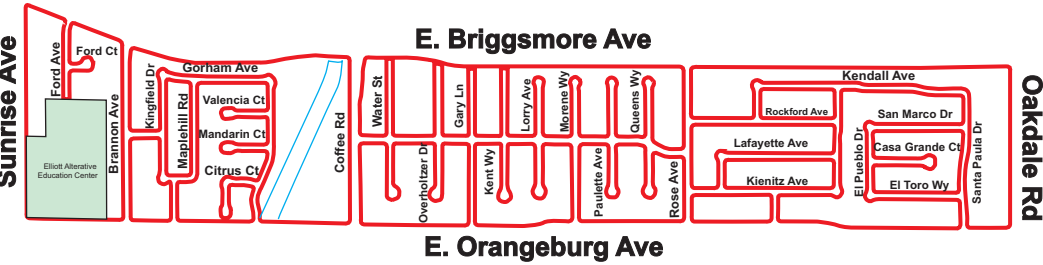 E. Briggsmore Ave
Sunrise Ave
Ford Ave
Ford Ct
Brannon Ave
Elliott Alterative
Education Center
Kingfield Dr
Gorham Ave
Maplehill Rd
Valencia Ct
Mandarin Ct
Citrus Ct
Coffee Rd
Water St
Overholtzer Dr
Gary Ln
Kent Wy
Lorry Ave
Morene Wy
Paulette Ave
Queens Wy
Rose Ave
Kendall Ave
Rockford Ave
Lafayette Ave
Kienitz Ave
El Pueblo Dr
San Marco Dr
Casa Grande Ct
El Toro Wy
Santa Paula Dr
Oakdale Rd
E. Orangeburg Ave